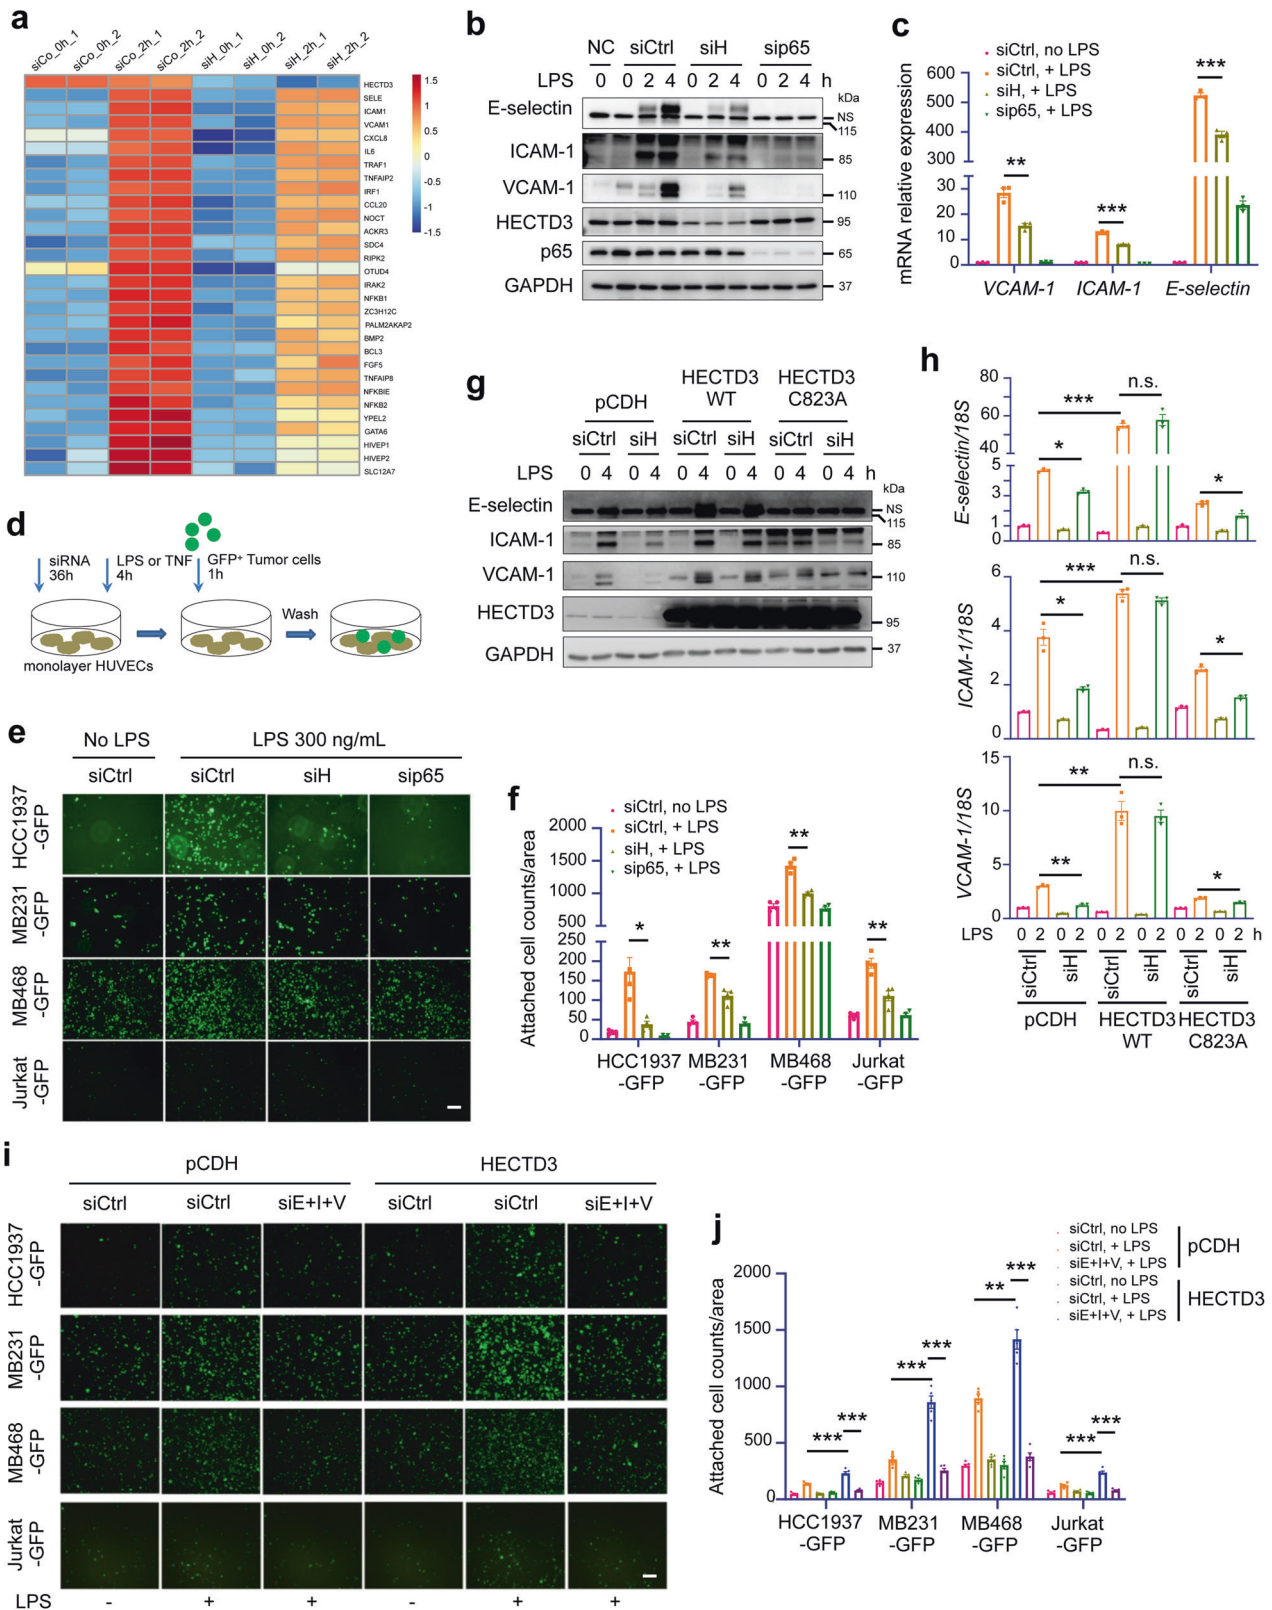 a
siCo_0h_1
siCo_0h_2
siCo_2h_1
siCo_2h_2
siH_0h_1
siH_0h_2
siH_2h_1
siH_2h_2
HECTD3
SELE
ICAM1
VCAM1
CXCL8
IL6
TRAF1
TNFAIP2
IRF1
CCL20
NOCT
ACKR3
SDC4
RIPK2
OTUD4
IRAK2
NFKB1
ZC3H12C
PALM2AKAP2
BMP2
BCL3
FGF5
TNFAIP8
NFKBIE
NFKB2
YPEL2
GATA6
HIVEP1
HIVEP2
SLC12A7
1.5
1
0.5
0
-0.5
-1
-1.5
b
NC siCtrl siH sip65
LPS 0 0 2 4 0 2 4 0 2 4 h
kDa
E-selectin NS
115
ICAM-1 85
VCAM-1 110
HECTD3 95
p65 65
GAPDH 37
c
siCtrl, no LPS
siCtrl, + LPS
siH, + LPS
sip65, + LPS
mRNA relative expression
600
500
400
300
30
20
10
0
** *** ***
VCAM-1 ICAM-1 E-selectin
d
siRNA
36h
LPS or TNF
4h
GFP⁺ Tumor cells
1h
Wash
monolayer HUVECs
e
No LPS LPS 300 ng/mL
siCtrl siCtrl siH sip65
HCC1937
-GFP
MB231
-GFP
MB468
-GFP
Jurkat
-GFP
f
siCtrl, no LPS
siCtrl, + LPS
siH, + LPS
sip65, + LPS
Attached cell counts/area
2000
1500
1000
500
250
200
150
100
50
0
* ** ** **
HCC1937
-GFP
MB231
-GFP
MB468
-GFP
Jurkat
-GFP
g
pCDH
HECTD3
WT
HECTD3
C823A
siCtrl siH siCtrl siH siCtrl siH
LPS 0 4 0 4 0 4 0 4 0 4 0 4 h
kDa
E-selectin NS
115
ICAM-1 85
VCAM-1 110
HECTD3 95
GAPDH 37
h
E-selectin/18S
80
60
40
5
3
1
0
* *** n.s. *
ICAM-1/18S
6
4
2
0
* *** n.s. *
VCAM-1/18S
15
10
5
0
** ** n.s. *
LPS 0 2 0 2 0 2 0 2 0 2 0 2 h
siCtrl siH siCtrl siH siCtrl siH
pCDH
HECTD3
WT
HECTD3
C823A
i
pCDH HECTD3
siCtrl siCtrl siE+I+V siCtrl siCtrl siE+I+V
HCC1937
-GFP
MB231
-GFP
MB468
-GFP
Jurkat
-GFP
LPS - + + - + +
j
siCtrl, no LPS
siCtrl, + LPS
siE+I+V, + LPS
pCDH
siCtrl, no LPS
siCtrl, + LPS
siE+I+V, + LPS
HECTD3
Attached cell counts/area
2000
1500
1000
500
0
*** *** *** *** ** *** *** ***
HCC1937
-GFP
MB231
-GFP
MB468
-GFP
Jurkat
-GFP